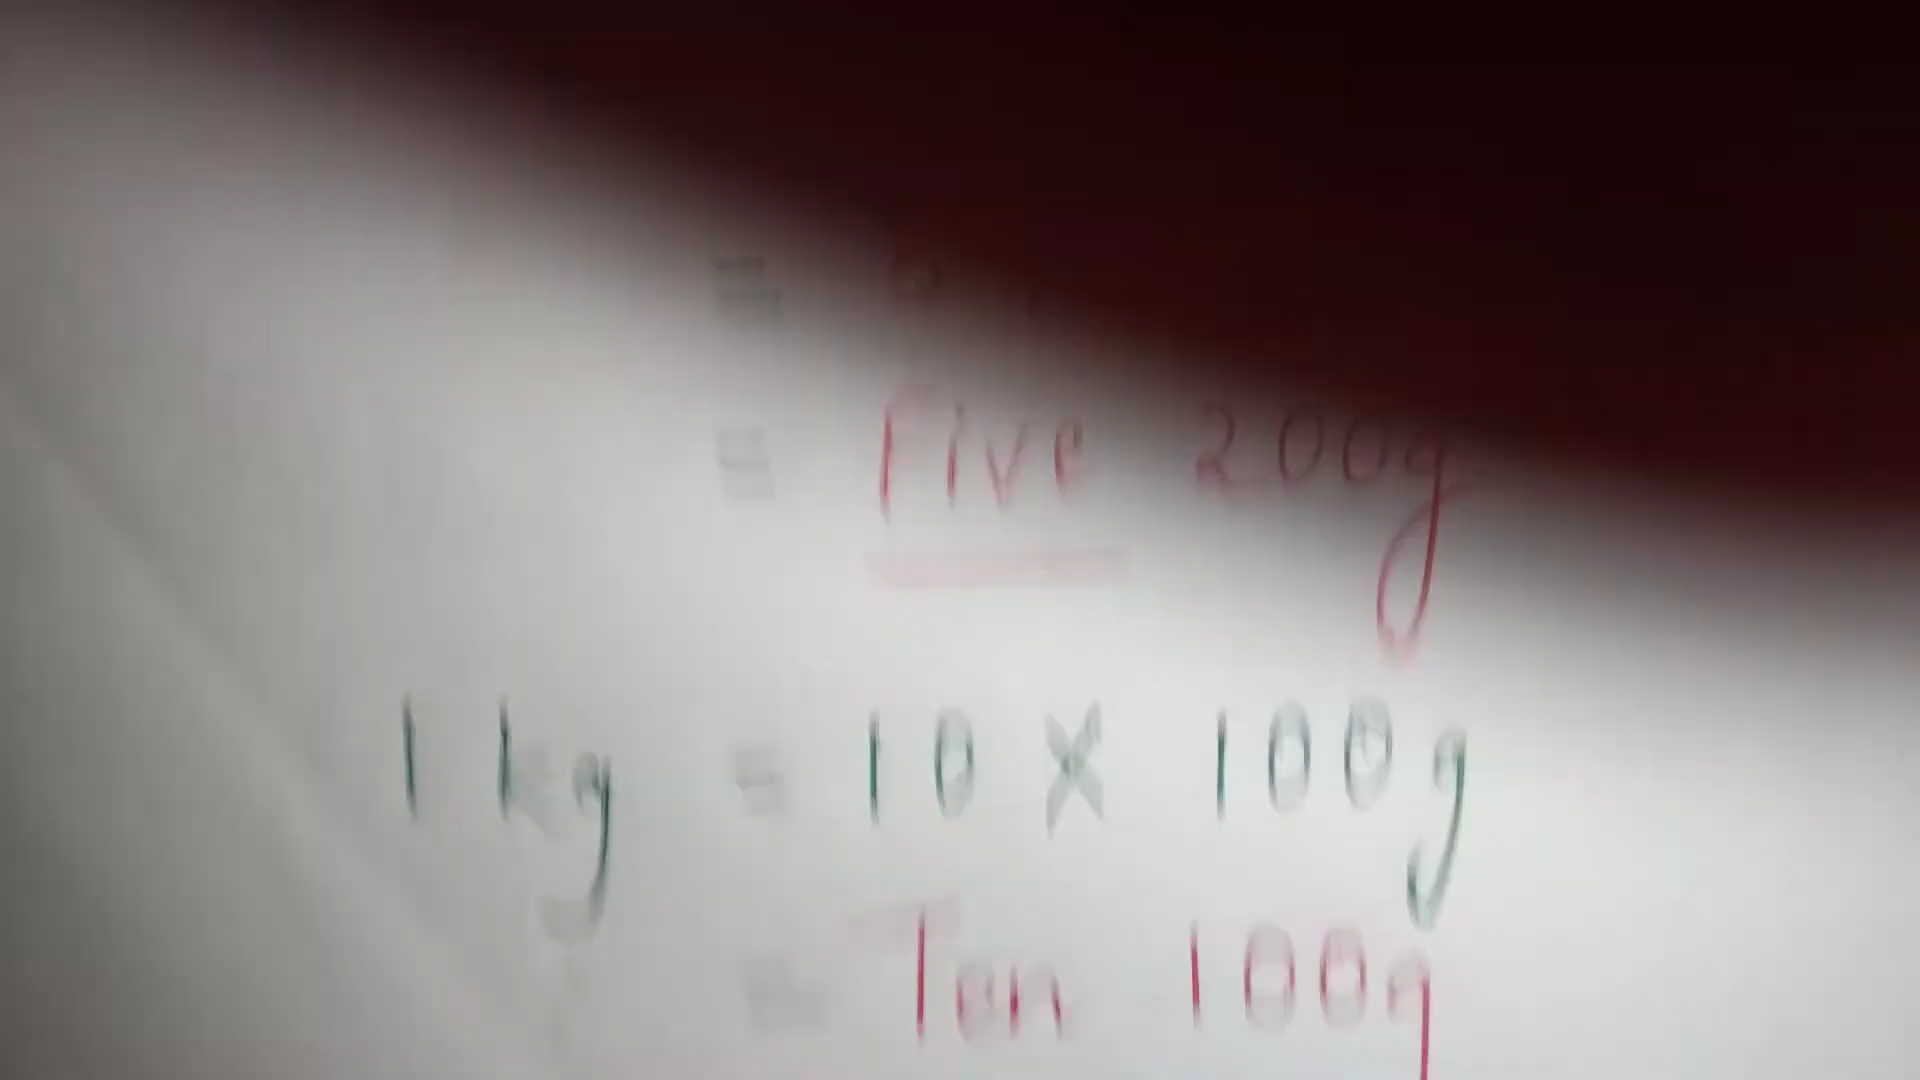 = Five 200g
1 kg = 10 X 100g
= Ten 100g